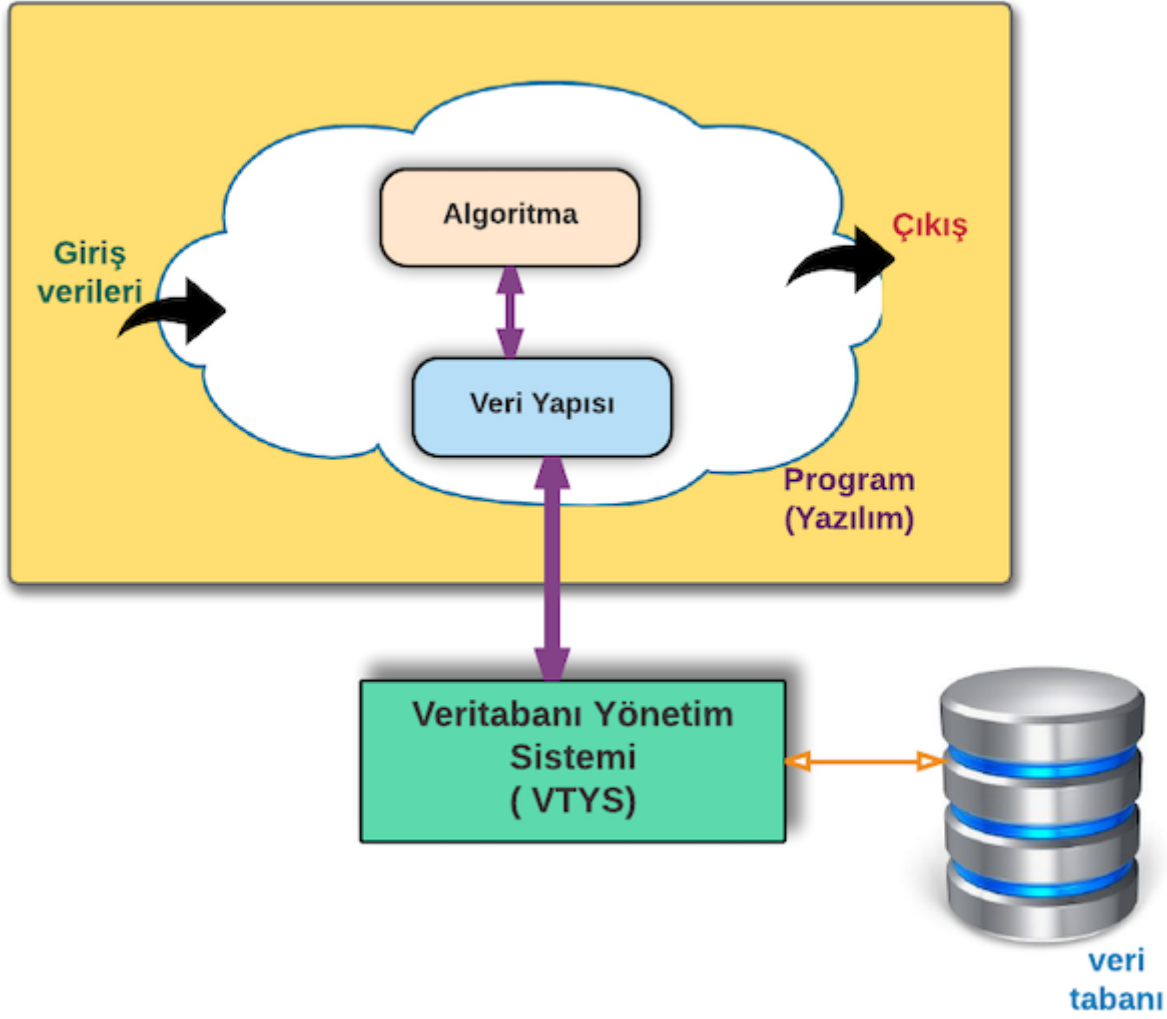 Algoritma
Çıkış
Giriş
verileri
Veri Yapısı
Program
(Yazılım)
Veritabanı Yönetim
Sistemi
( VTYS)
veri
tabanı